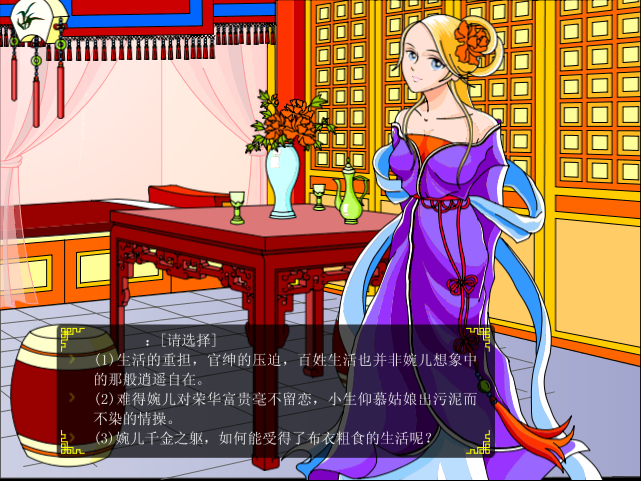 ：[请选择]
(1)生活的重担，官绅的压迫，百姓生活也并非婉儿想象中
的那般逍遥自在。
(2)难得婉儿对荣华富贵毫不留恋，小生仰慕姑娘出污泥而
不染的情操。
(3)婉儿千金之躯，如何能受得了布衣粗食的生活呢？